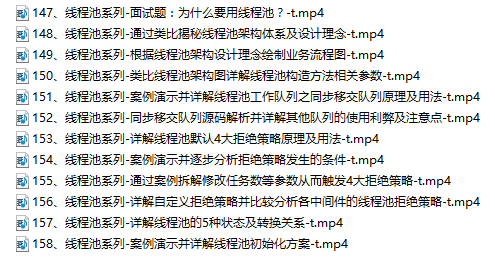 147、线程池系列-面试题：为什么要用线程池？-t.mp4
148、线程池系列-通过类比揭秘线程池架构体系及设计理念-t.mp4
149、线程池系列-根据线程池架构设计理念绘制业务流程图-t.mp4
150、线程池系列-类比线程池架构图详解线程池构造方法相关参数-t.mp4
151、线程池系列-案例演示并详解线程池工作队列之同步移交队列原理及用法-t.mp4
152、线程池系列-同步移交队列源码解析并详解其他队列的使用利弊及注意点-t.mp4
153、线程池系列-详解线程池默认4大拒绝策略原理及用法-t.mp4
154、线程池系列-案例演示并逐步分析拒绝策略发生的条件-t.mp4
155、线程池系列-通过案例拆解修改任务数等参数从而触发4大拒绝策略-t.mp4
156、线程池系列-详解自定义拒绝策略并比较分析各中间件的线程池拒绝策略-t.mp4
157、线程池系列-详解线程池的5种状态及转换关系-t.mp4
158、线程池系列-案例演示并详解线程池初始化方案-t.mp4